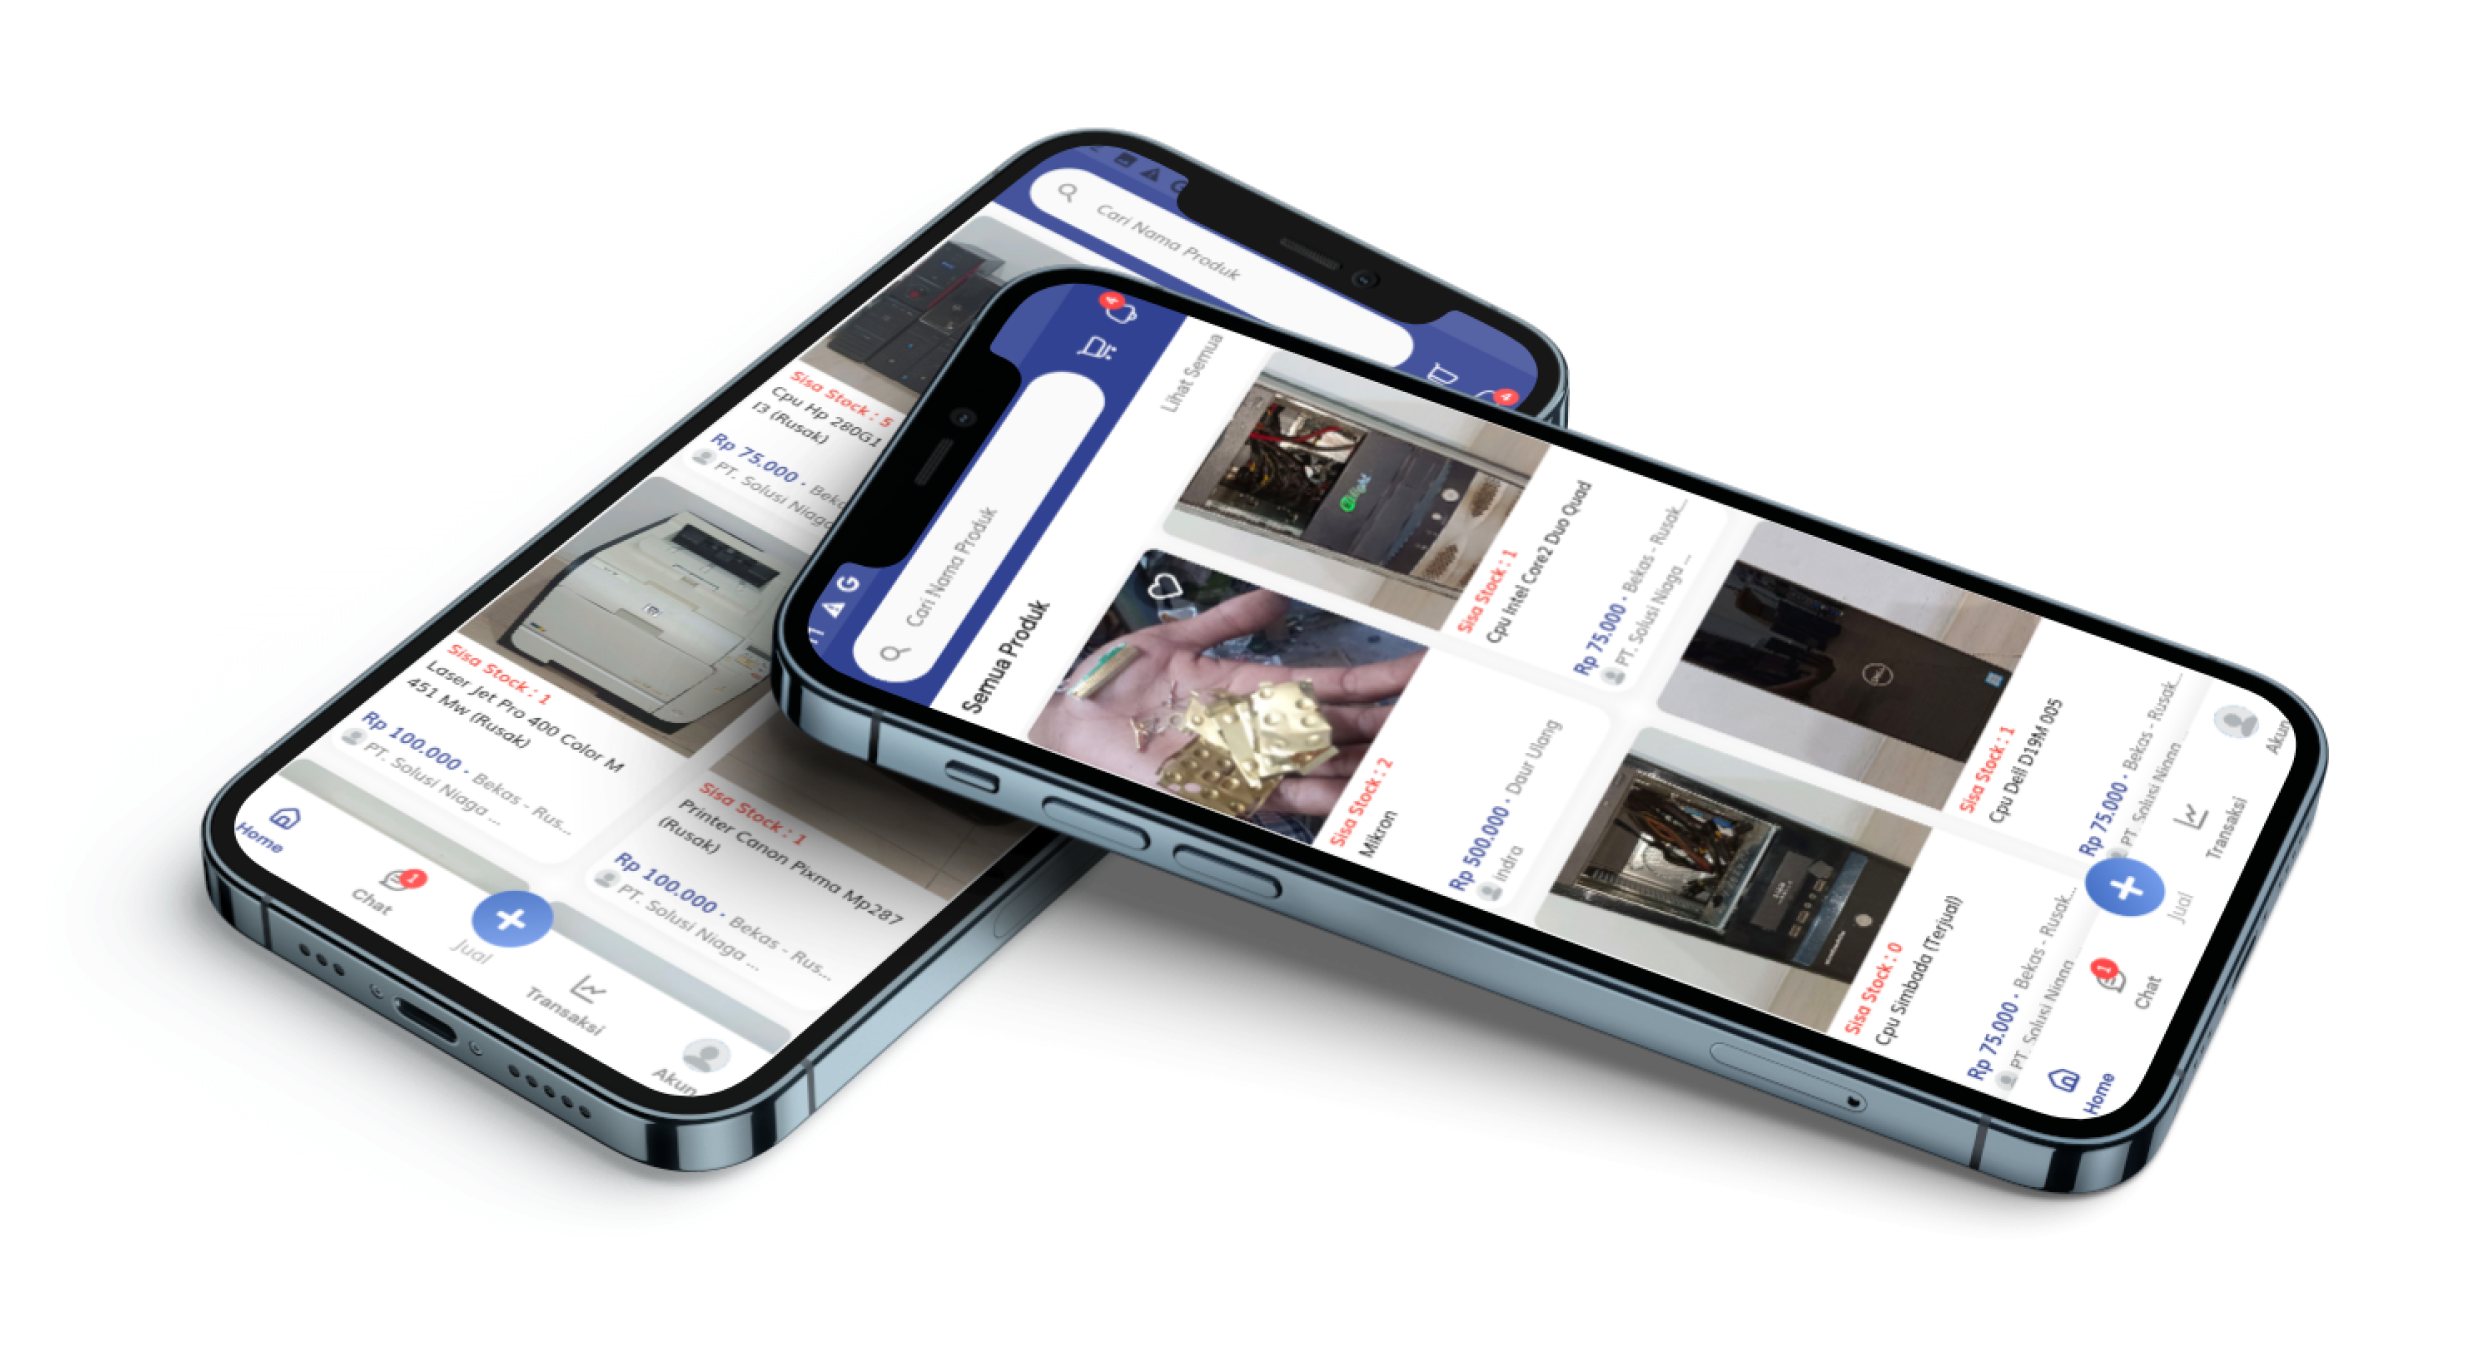 Cari Nama Produk
4
Sisa Stock : 5
Cpu Hp 280G1
I3 (Rusak)
Rp 75.000 • Beka
PT. Solusi Niaga
Sisa Stock : 1
Laser Jet Pro 400 Color M
451 Mw (Rusak)
Rp 100.000 • Bekas - Rus...
PT. Solusi Niaga ...
Sisa Stock : 1
Printer Canon Pixma Mp287
(Rusak)
Rp 100.000 • Bekas - Rus...
PT. Solusi Niaga ...
Home
Chat
1
Jual
Transaksi
Akun
G
Cari Nama Produk
4
Semua Produk
Lihat Semua
Sisa Stock : 2
Mikron
Rp 500.000 • Daur Ulang
indra
Sisa Stock : 1
Cpu Intel Core2 Duo Quad
Rp 75.000 • Bekas - Rusak...
PT. Solusi Niaga ...
Sisa Stock : 0
Cpu Simbada (Terjual)
Rp 75.000 • Bekas - Rusak...
PT. Solusi Niaga
DELL
Sisa Stock : 1
Cpu Dell D19M 005
Rp 75.000 • Bekas - Rusak...
PT. Solusi Niaga
Home
Chat
1
Jual
Transaksi
Akun